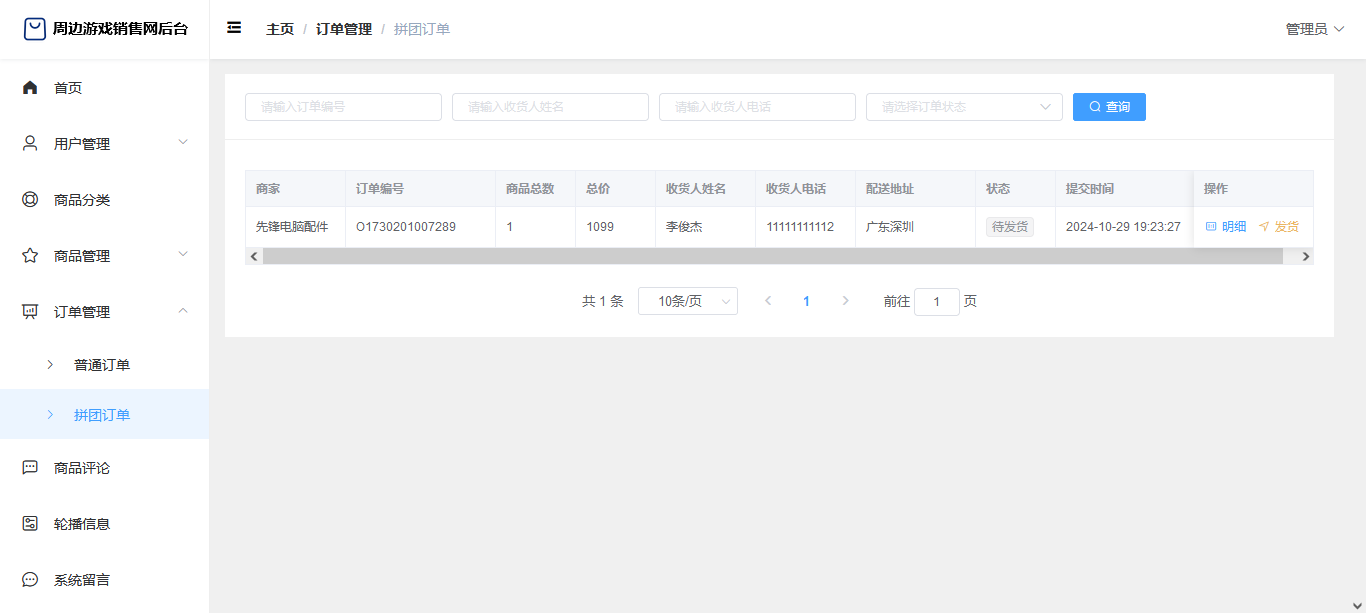 周边游戏销售网后台
主页 / 订单管理 / 拼团订单
管理员
首页
用户管理
商品分类
商品管理
订单管理
普通订单
拼团订单
商品评论
轮播信息
系统留言
请输入订单编号 请输入收货人姓名 请输入收货人电话 请选择订单状态 查询
商家 订单编号 商品总数 总价 收货人姓名 收货人电话 配送地址 状态 提交时间 操作
先锋电脑配件 O1730201007289 1 1099 李俊杰 11111111112 广东深圳 待发货 2024-10-29 19:23:27 明细 发货
共 1 条 10条/页 1 前往 1 页